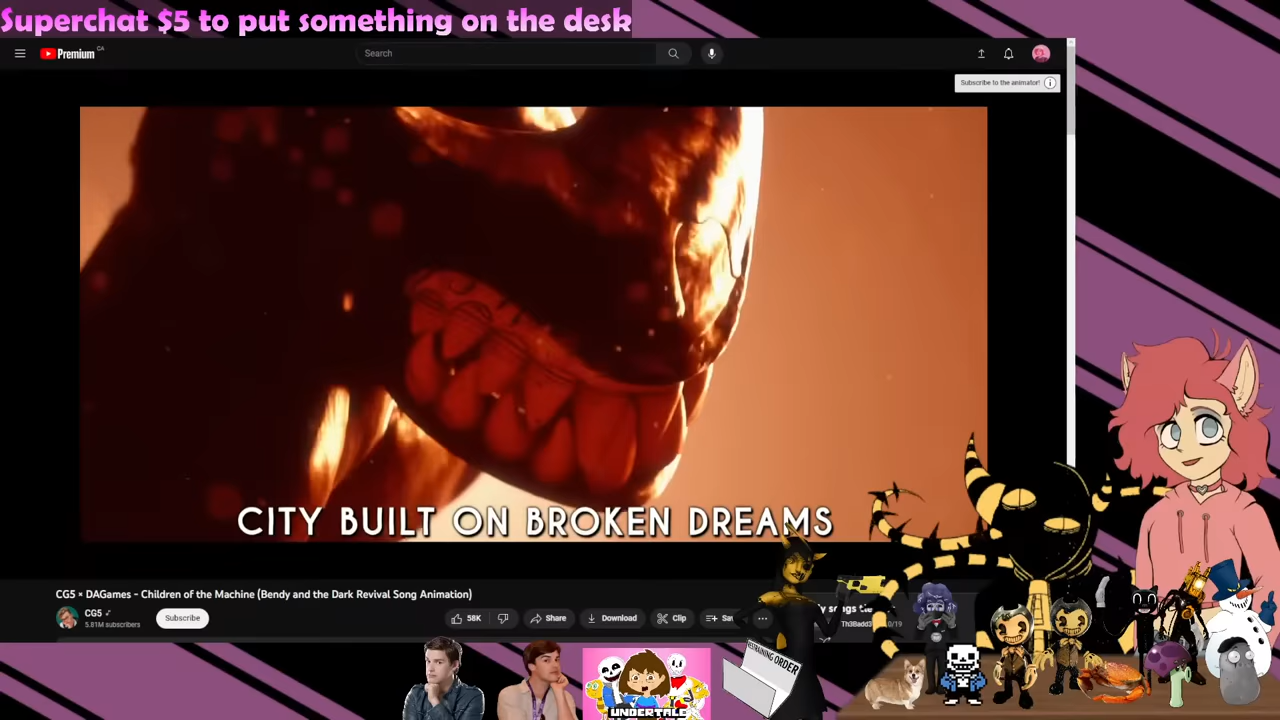 Superchat $5 to put something on the desk
Premium CA
Search
Subscribe to the animator!
CITY BUILT ON BROKEN DREAMS
CG5 × DAGames - Children of the Machine (Bendy and the Dark Revival Song Animation)
CG5
5.81M subscribers
Subscribe
58K
Share
Download
Clip
RESTRAINING ORDER
UNDERTALE